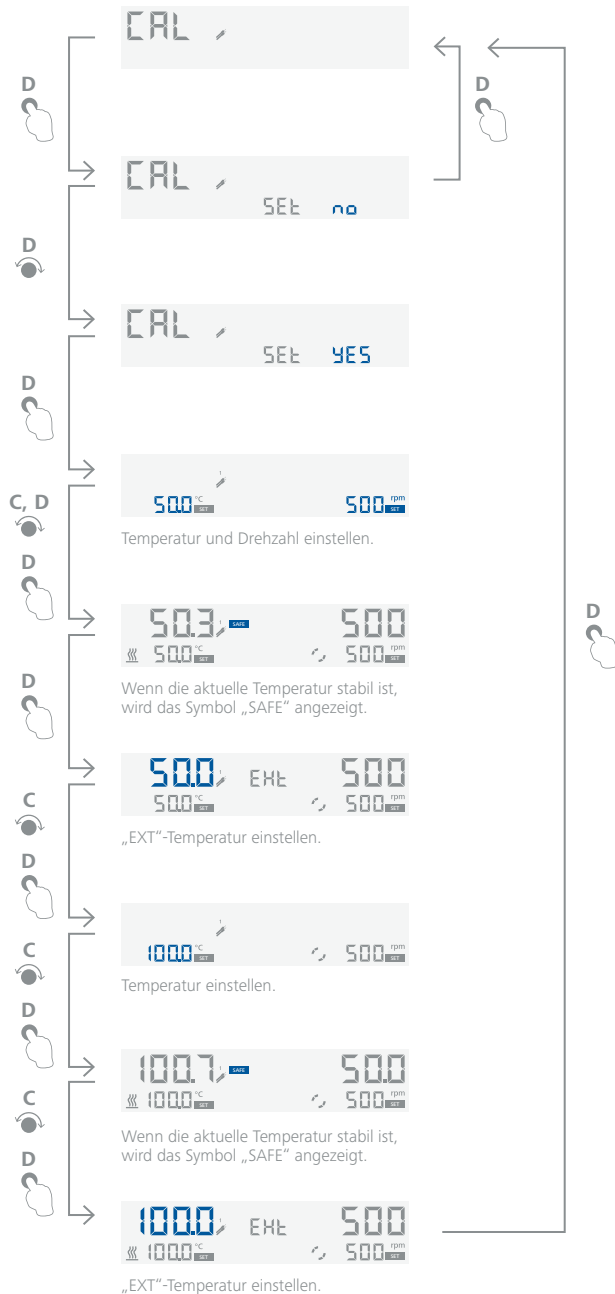 CAL
D
D
CAL
SEt no
D
CAL
SEt YES
D
1
50.0 °C SET 500 rpm SET
C, D
Temperatur und Drehzahl einstellen.
D
50.3 SAFE 500
50.0 °C SET 500 rpm SET
D
Wenn die aktuelle Temperatur stabil ist,
wird das Symbol „SAFE“ angezeigt.
D
50.0 EXt 500
50.0 °C SET 500 rpm SET
C
„EXT“-Temperatur einstellen.
D
1
100.0 °C SET 500 rpm SET
C
Temperatur einstellen.
D
100.7 SAFE 50.0
100.0 °C SET 500 rpm SET
C
Wenn die aktuelle Temperatur stabil ist,
wird das Symbol „SAFE“ angezeigt.
D
100.0 EXt 500
100.0 °C SET 500 rpm SET
„EXT“-Temperatur einstellen.